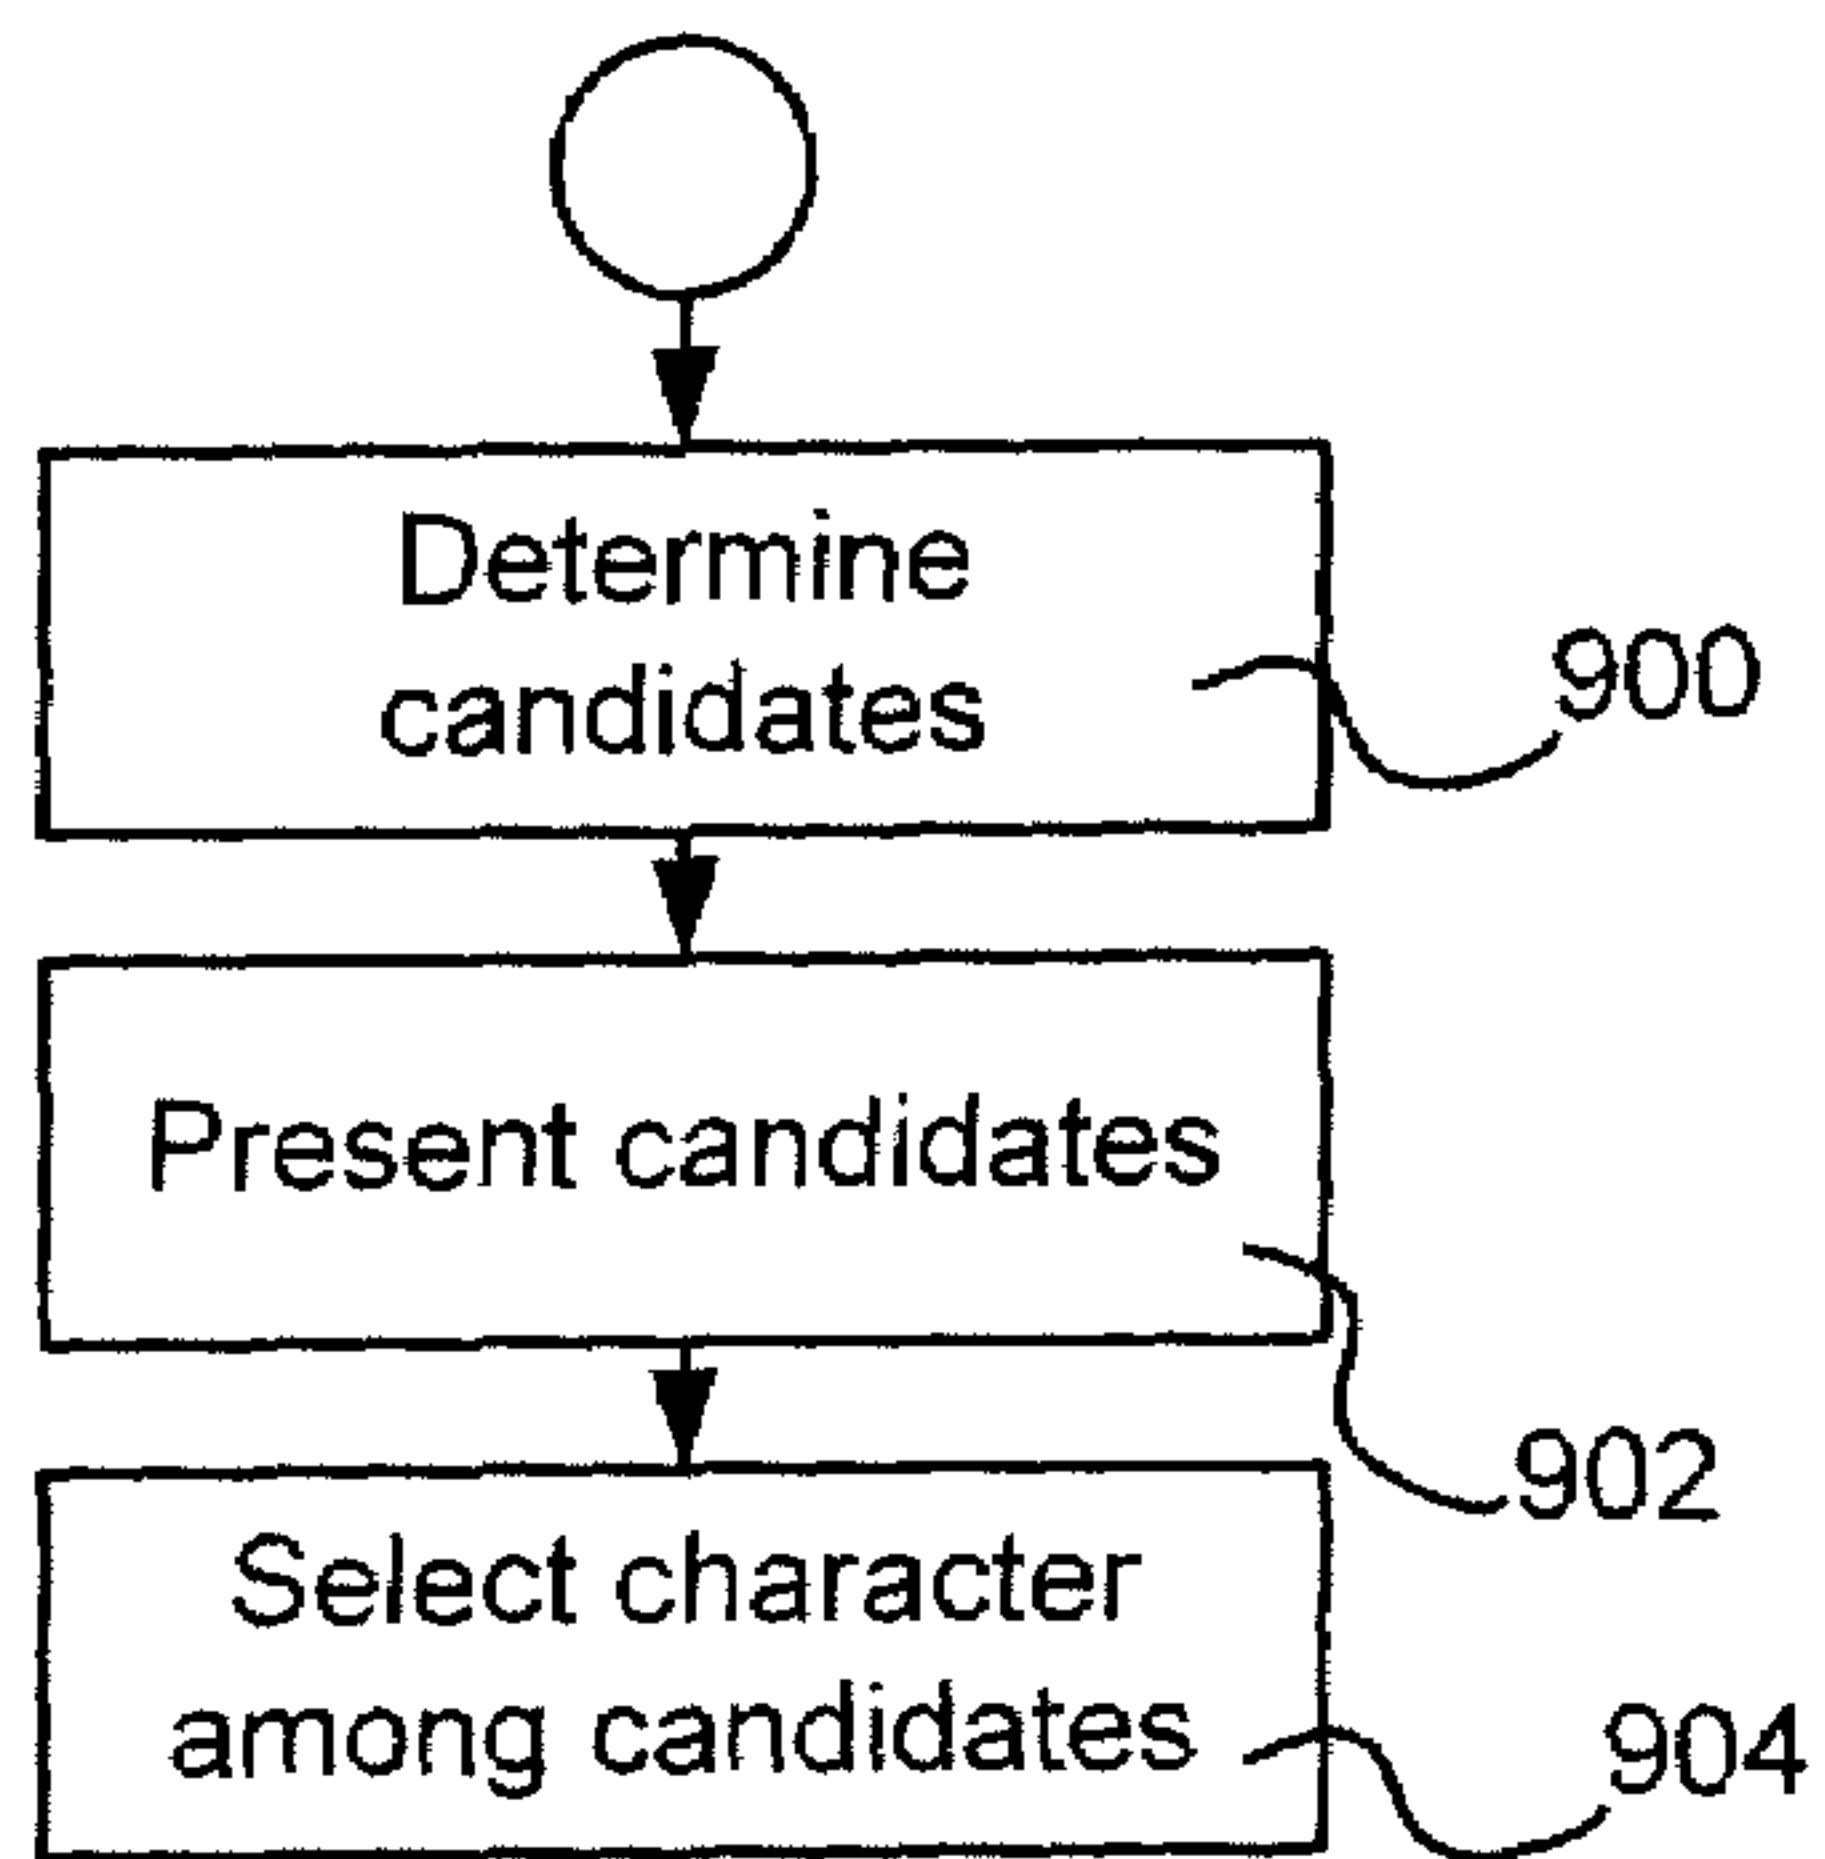 Determine
candidates
900
Present candidates
902
Select character
among candidates
904